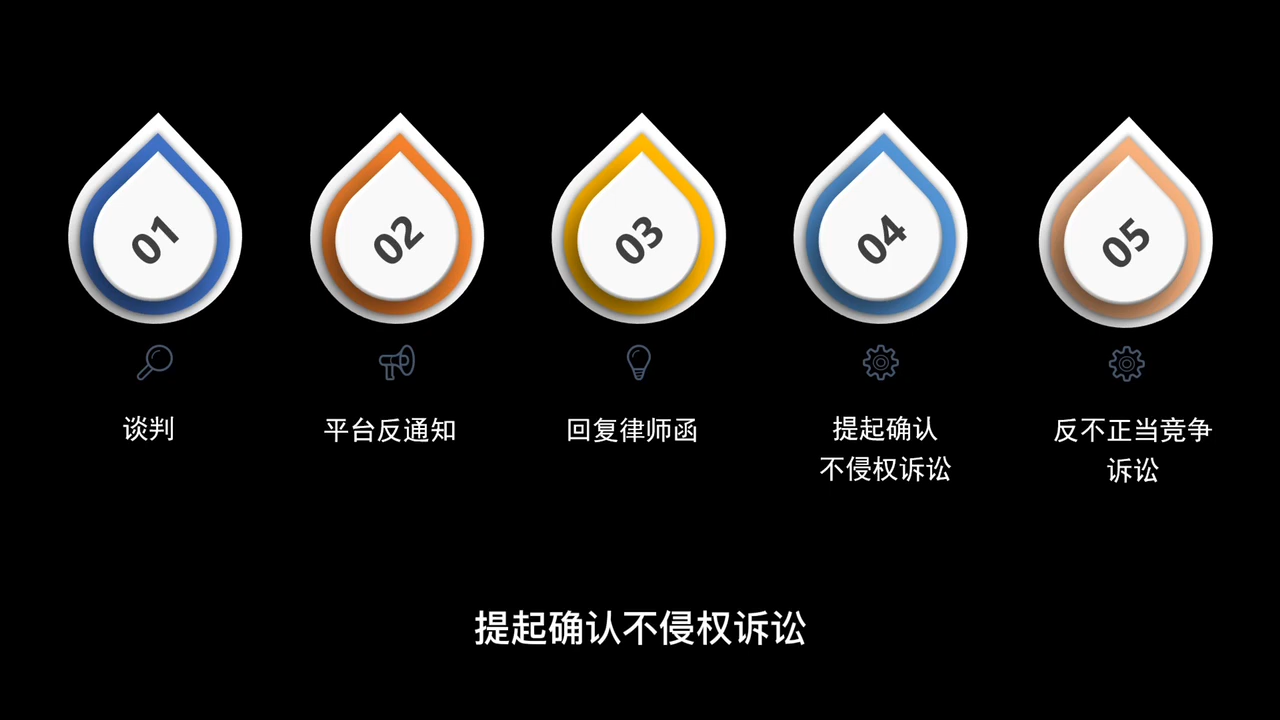 01
02
03
04
05
谈判
平台反通知
回复律师函
提起确认
不侵权诉讼
反不正当竞争
诉讼
提起确认不侵权诉讼